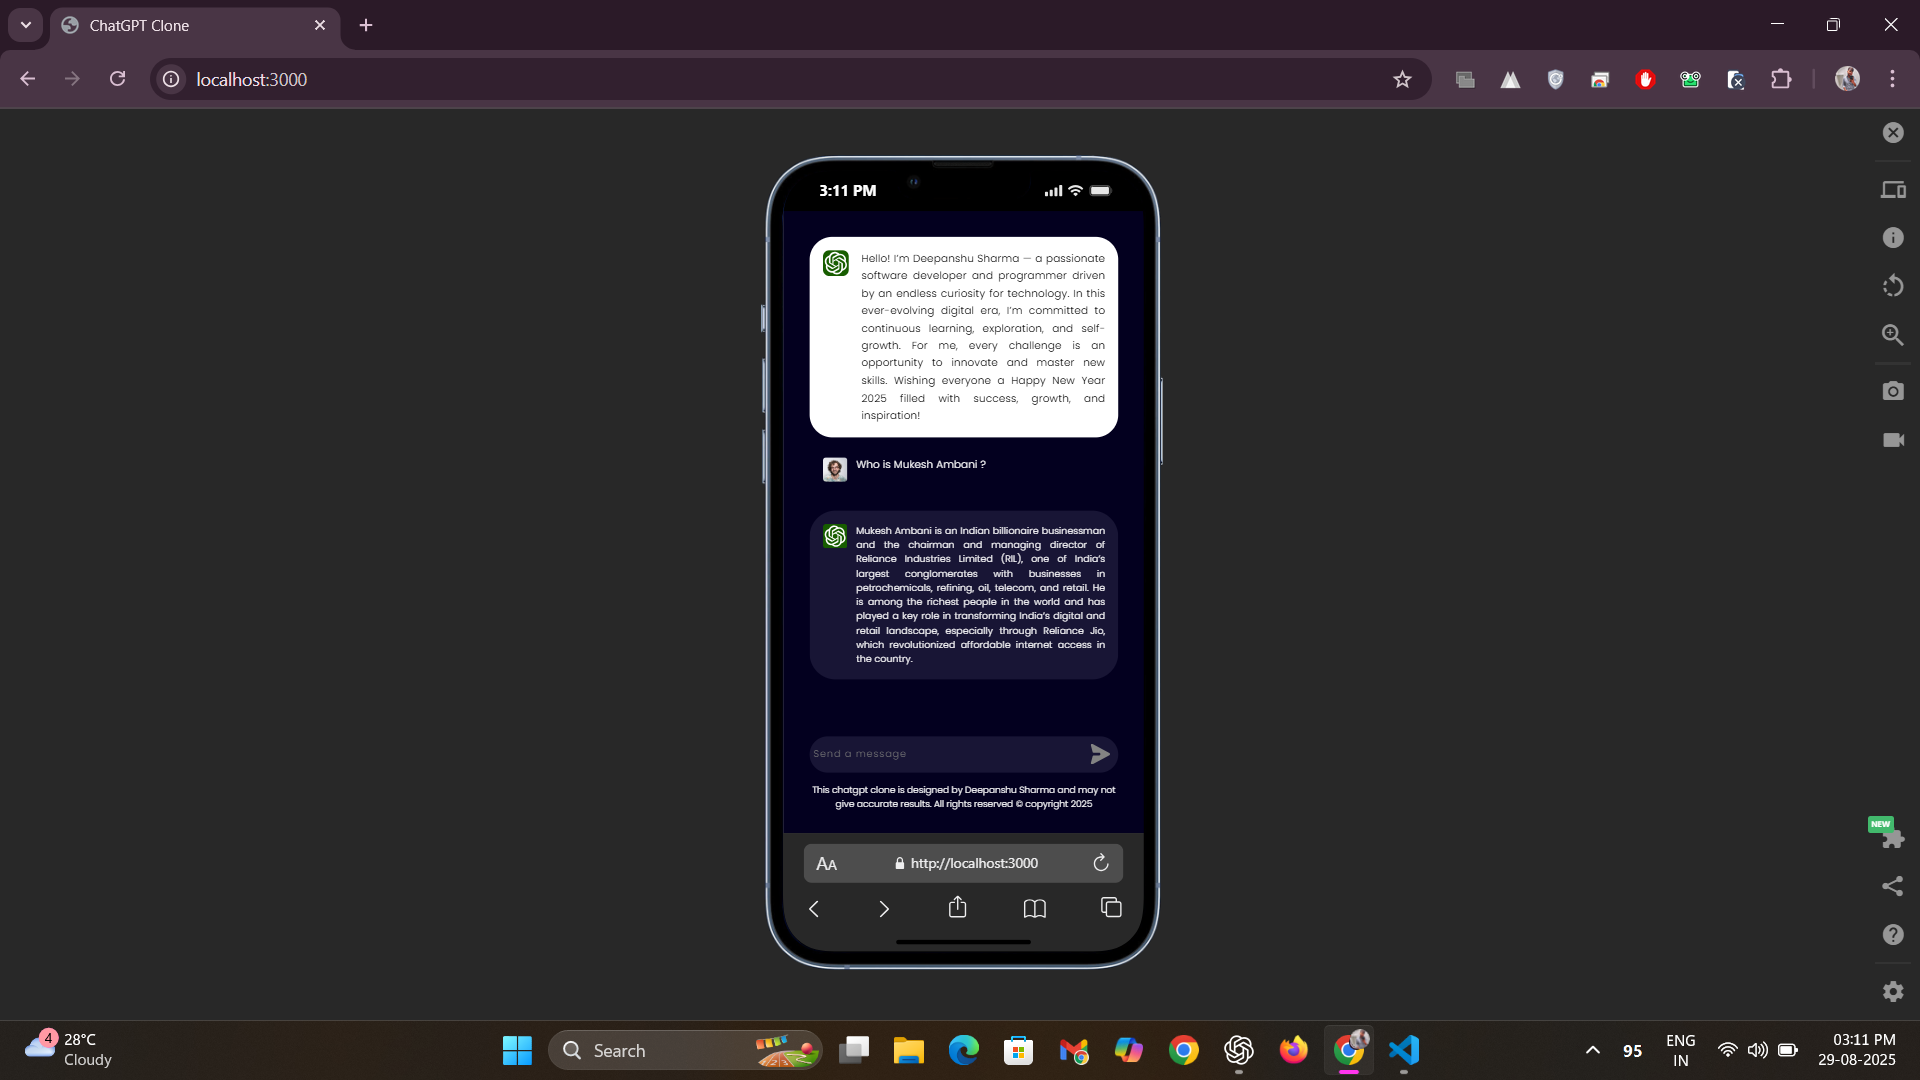 ChatGPT Clone
localhost:3000
3:11 PM
Hello! I'm Deepanshu Sharma — a passionate
software developer and programmer driven
by an endless curiosity for technology. In this
ever-evolving digital era, I'm committed to
continuous learning, exploration, and self-
growth. For me, every challenge is an
opportunity to innovate and master new
skills. Wishing everyone a Happy New Year
2025 filled with success, growth, and
inspiration!
Who is Mukesh Ambani ?
Mukesh Ambani is an Indian billionaire businessman
and the chairman and managing director of
Reliance Industries Limited (RIL), one of India's
largest conglomerates with businesses in
petrochemicals, refining, oil, telecom, and retail. He
is among the richest people in the world and has
played a key role in transforming India's digital and
retail landscape, especially through Reliance Jio,
which revolutionized affordable internet access in
the country.
Send a message
This chatgpt clone is designed by Deepanshu Sharma and may not
give accurate results. All rights reserved © copyright 2025
AA
http://localhost:3000
NEW
4
28°C
Cloudy
Search
95
ENG
IN
03:11 PM
29-08-2025